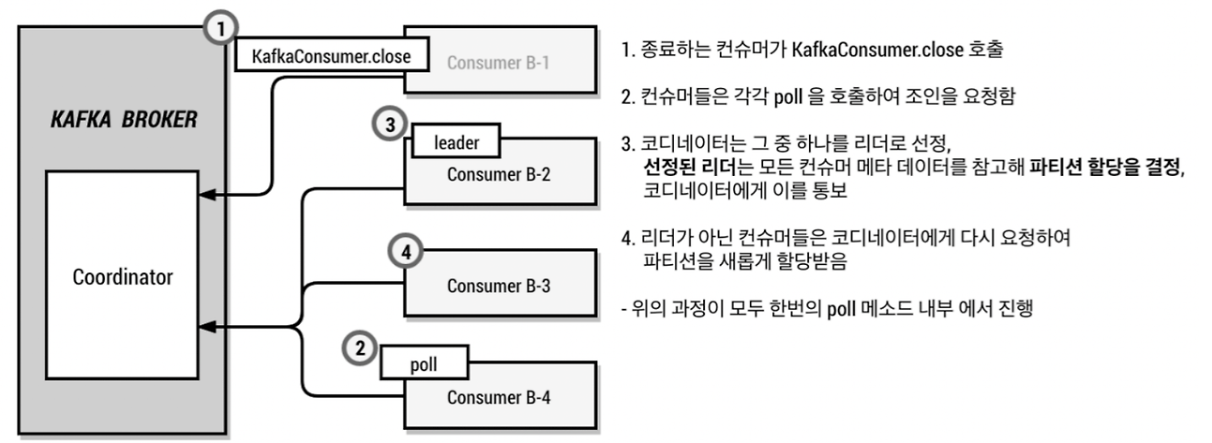 1
KafkaConsumer.close
Consumer B-1
KAFKA BROKER
3
leader
Consumer B-2
Coordinator
4
Consumer B-3
2
poll
Consumer B-4
1. 종료하는 컨슈머가 KafkaConsumer.close 호출
2. 컨슈머들은 각각 poll 을 호출하여 조인을 요청함
3. 코디네이터는 그 중 하나를 리더로 선정,
선정된 리더는 모든 컨슈머 메타 데이터를 참고해 파티션 할당을 결정,
코디네이터에게 이를 통보
4. 리더가 아닌 컨슈머들은 코디네이터에게 다시 요청하여
파티션을 새롭게 할당받음
- 위의 과정이 모두 한번의 poll 메소드 내부 에서 진행